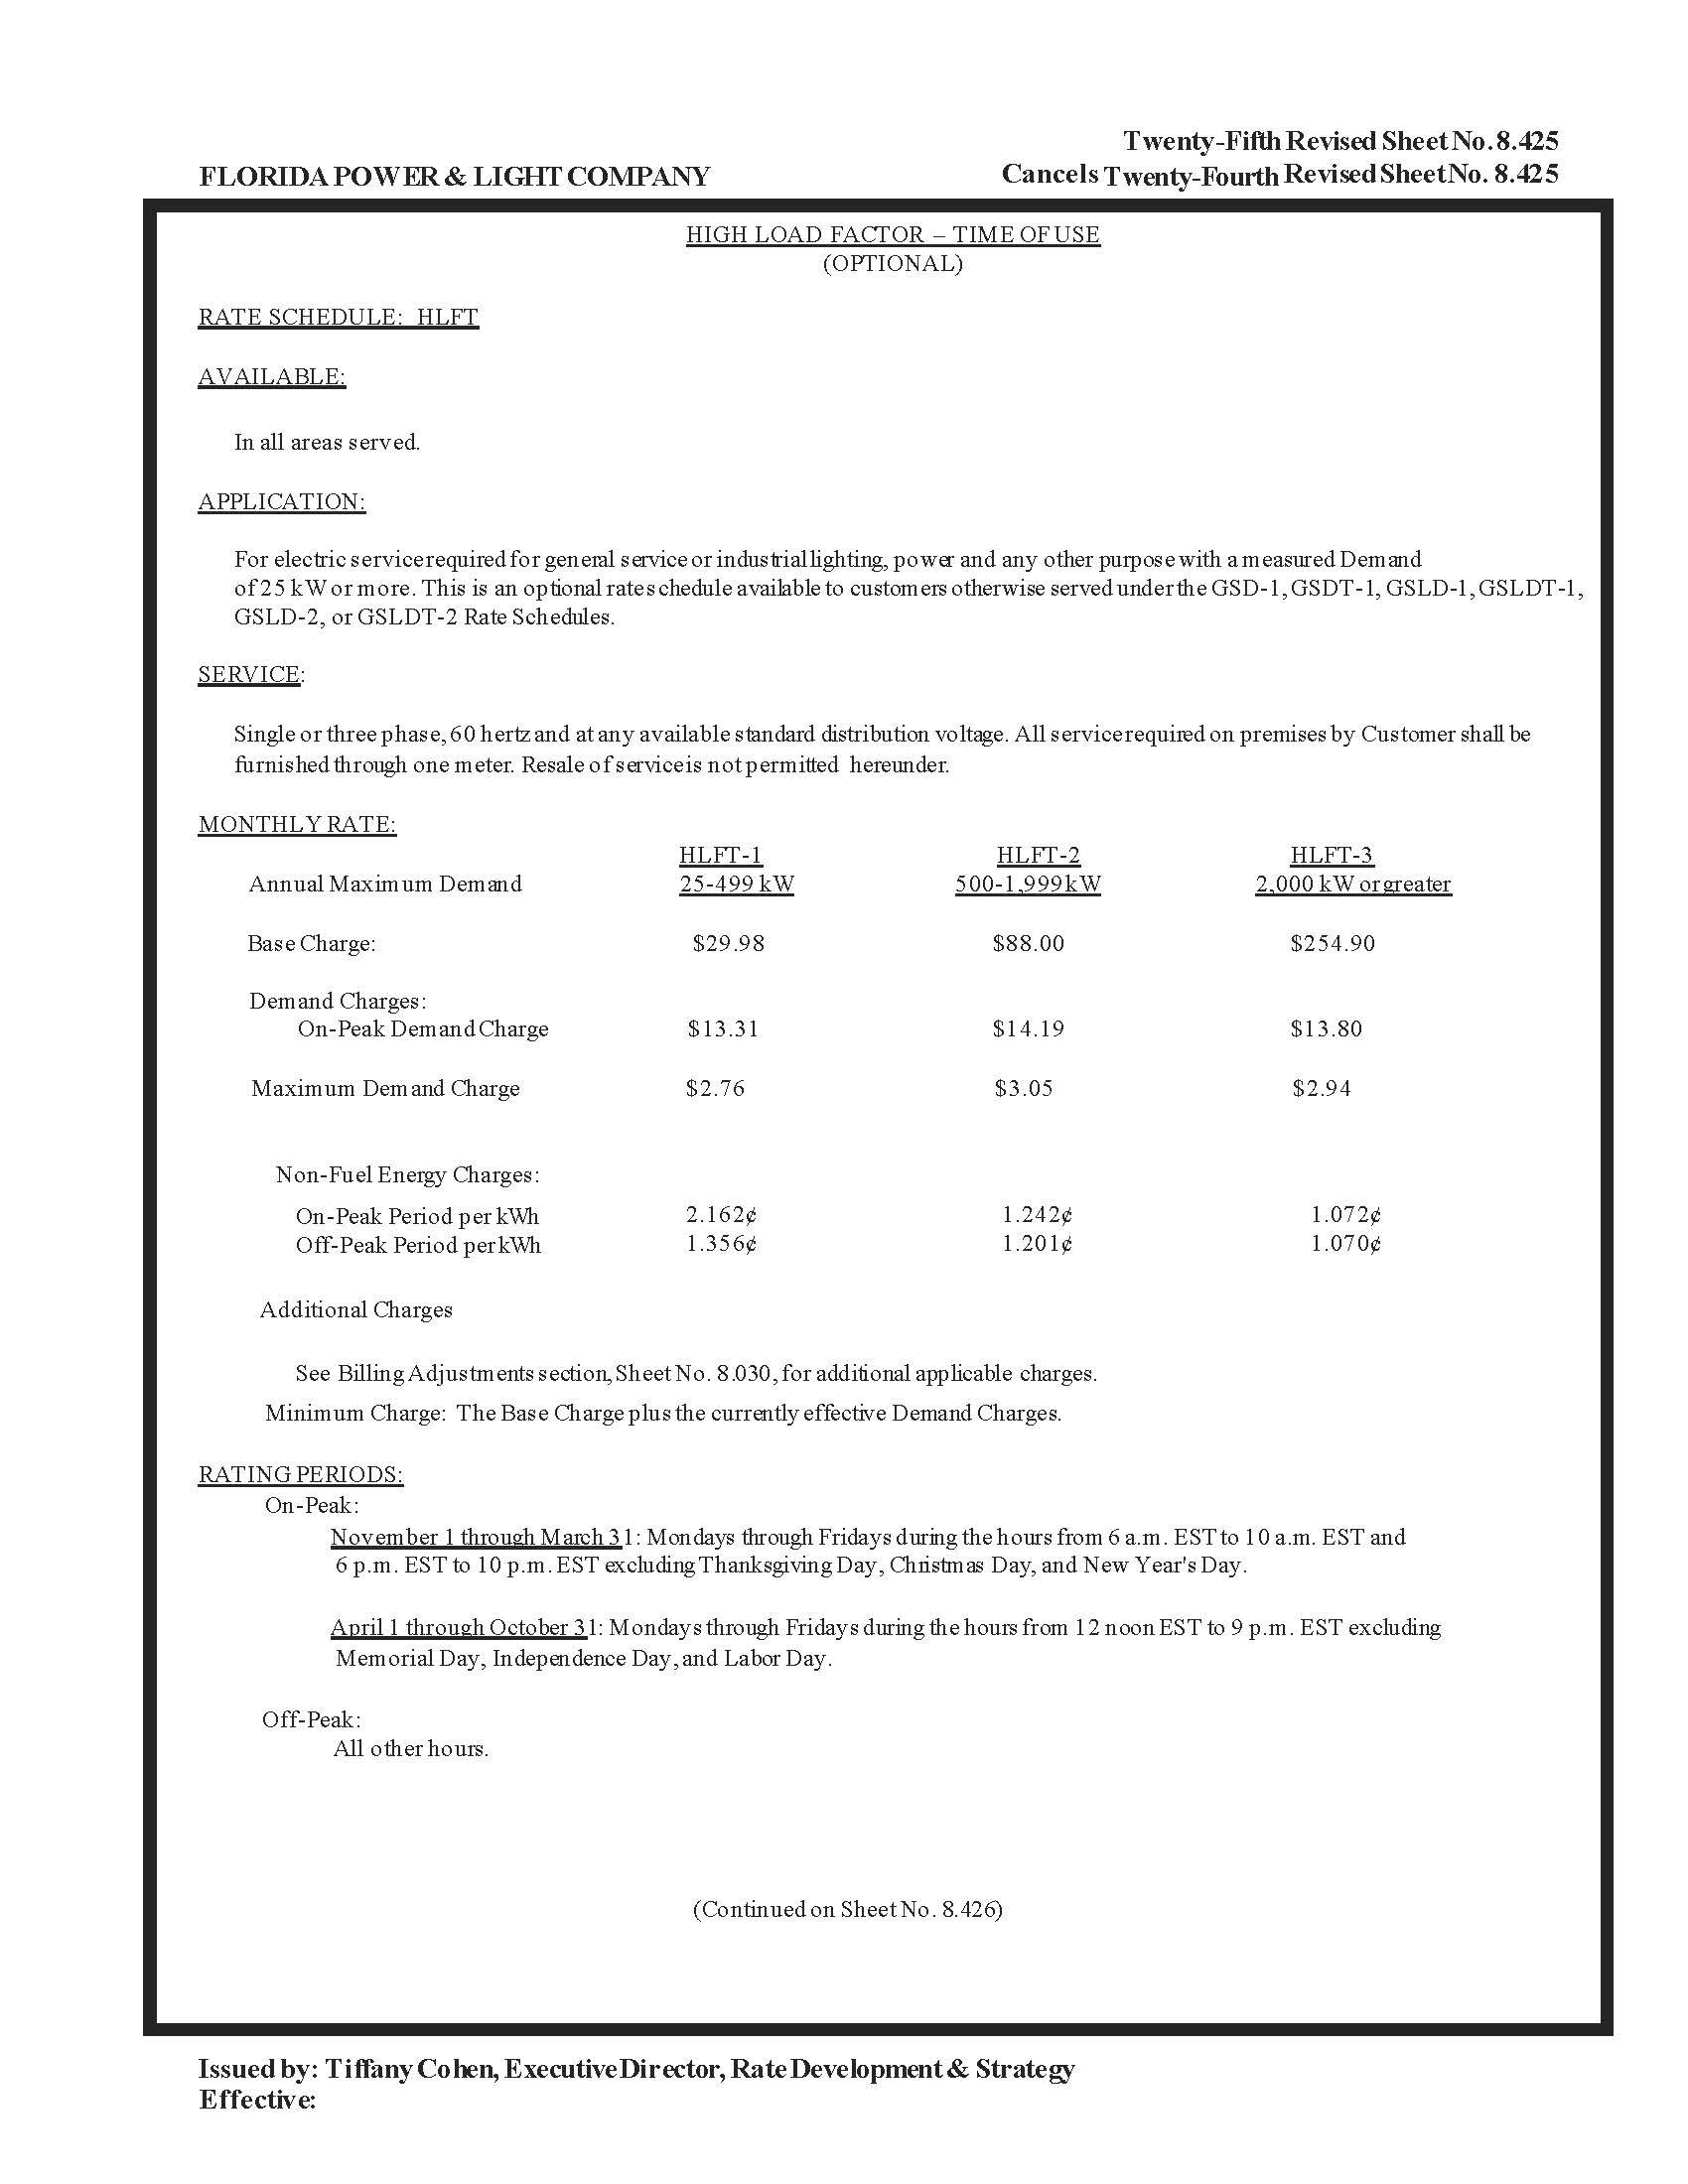 Twenty-Fifth Revised Sheet No. 8.425
FLORIDA POWER & LIGHT COMPANY Cancels Twenty-Fourth Revised Sheet No. 8.425
HIGH LOAD FACTOR – TIME OF USE
(OPTIONAL)
RATE SCHEDULE: HLFT
AVAILABLE:
In all areas served.
APPLICATION:
For electric service required for general service or industrial lighting, power and any other purpose with a measured Demand
of 25 kW or more. This is an optional rate schedule available to customers otherwise served under the GSD-1, GSDT-1, GSLD-1, GSLDT-1,
GSLD-2, or GSLDT-2 Rate Schedules.
SERVICE:
Single or three phase, 60 hertz and at any available standard distribution voltage. All service required on premises by Customer shall be
furnished through one meter. Resale of service is not permitted hereunder.
MONTHLY RATE:
HLFT-1 HLFT-2 HLFT-3
Annual Maximum Demand 25-499 kW 500-1,999 kW 2,000 kW or greater
Base Charge: $29.98 $88.00 $254.90
Demand Charges:
On-Peak Demand Charge $13.31 $14.19 $13.80
Maximum Demand Charge $2.76 $3.05 $2.94
Non-Fuel Energy Charges:
On-Peak Period per kWh 2.162¢ 1.242¢ 1.072¢
Off-Peak Period per kWh 1.356¢ 1.201¢ 1.070¢
Additional Charges
See Billing Adjustments section, Sheet No. 8.030, for additional applicable charges.
Minimum Charge: The Base Charge plus the currently effective Demand Charges.
RATING PERIODS:
On-Peak:
November 1 through March 31: Mondays through Fridays during the hours from 6 a.m. EST to 10 a.m. EST and
6 p.m. EST to 10 p.m. EST excluding Thanksgiving Day, Christmas Day, and New Year's Day.
April 1 through October 31: Mondays through Fridays during the hours from 12 noon EST to 9 p.m. EST excluding
Memorial Day, Independence Day, and Labor Day.
Off-Peak:
All other hours.
(Continued on Sheet No. 8.426)
Issued by: Tiffany Cohen, Executive Director, Rate Development & Strategy
Effective: